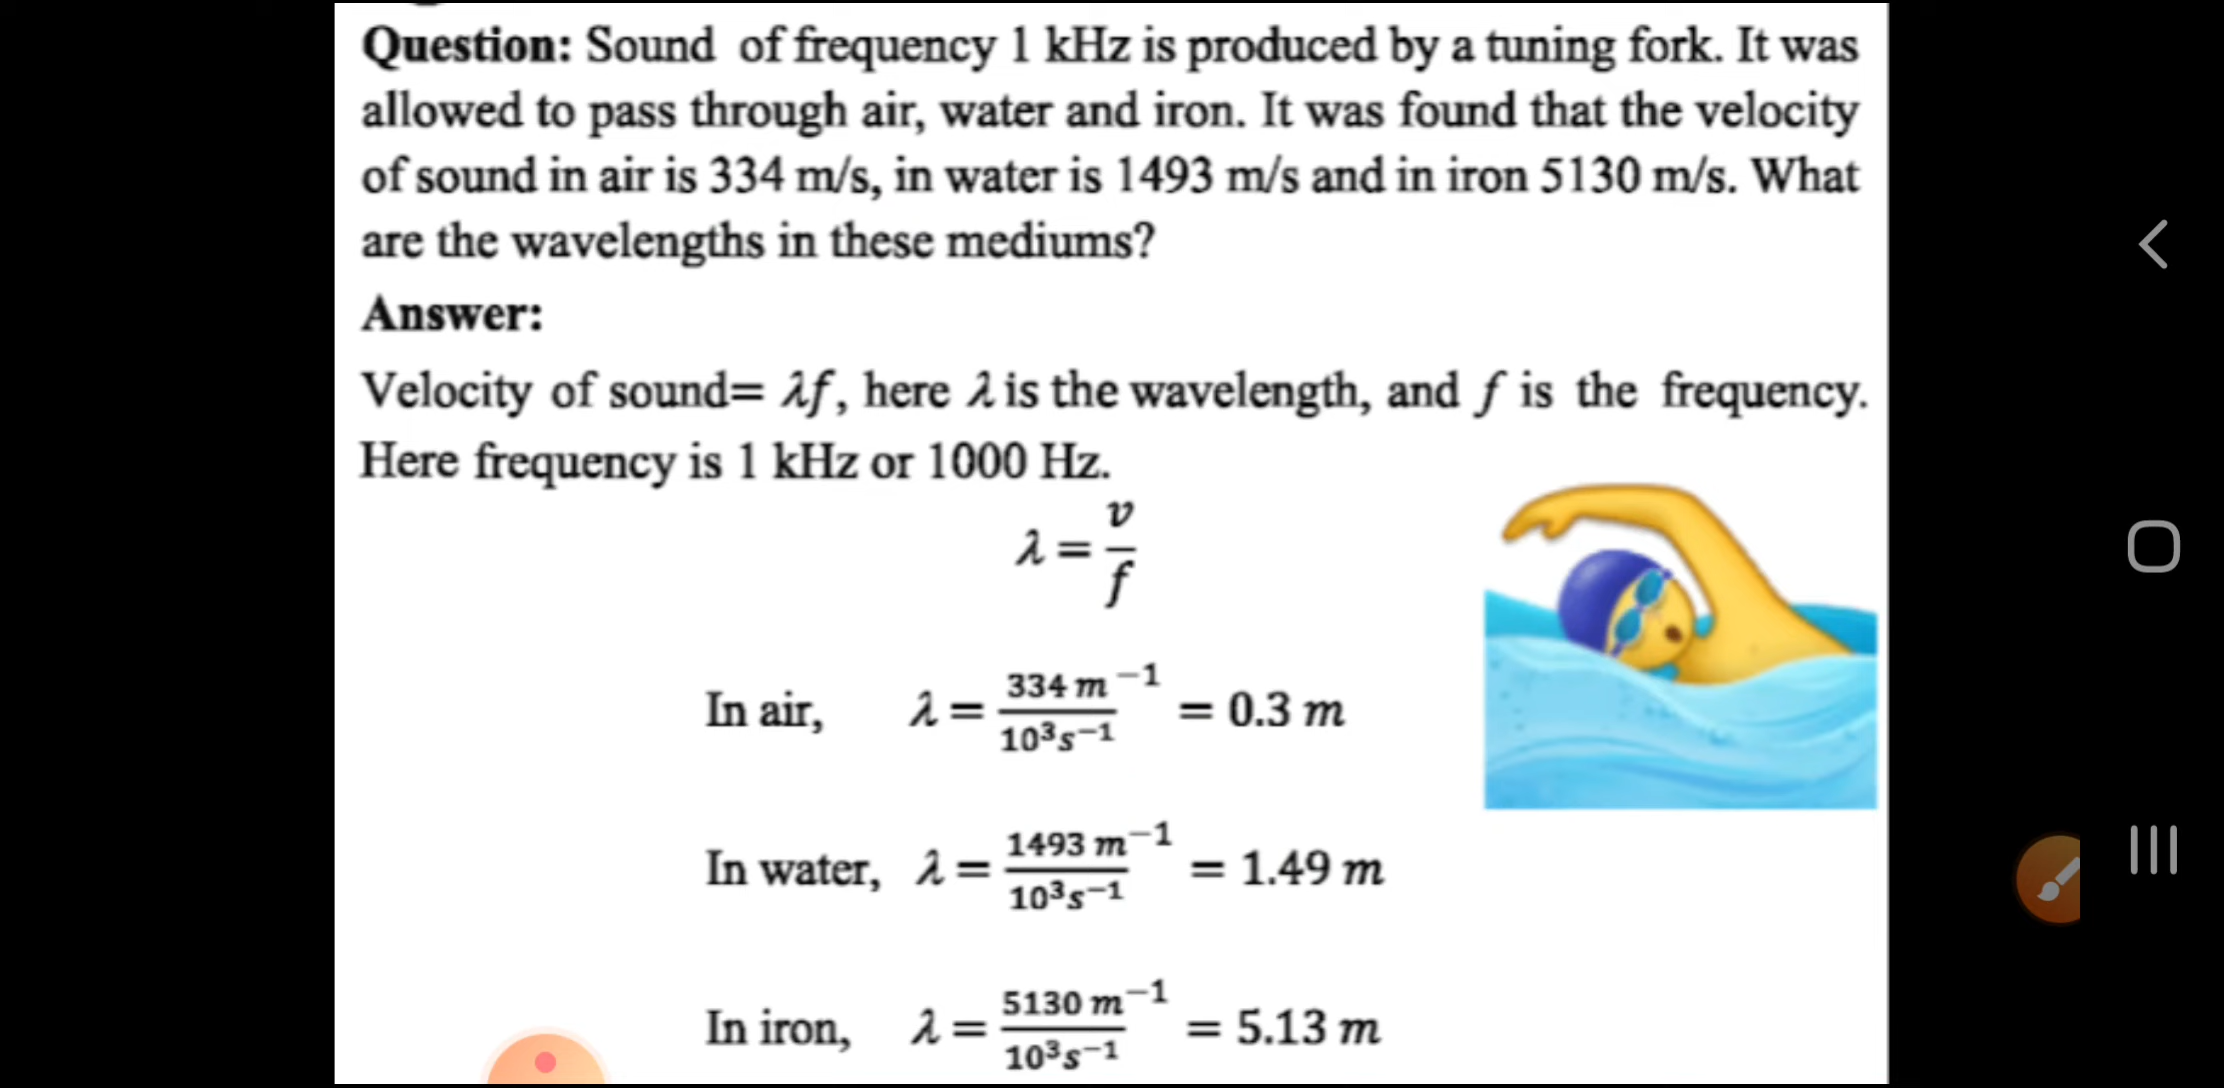 Question: Sound of frequency 1 kHz is produced by a tuning fork. It was
allowed to pass through air, water and iron. It was found that the velocity
of sound in air is 334 m/s, in water is 1493 m/s and in iron 5130 m/s. What
are the wavelengths in these mediums?
Answer:
Velocity of sound= λf, here λ is the wavelength, and f is the frequency.
Here frequency is 1 kHz or 1000 Hz.
λ = v/f
In air, λ = 334 m⁻¹/10³s⁻¹ = 0.3 m
In water, λ = 1493 m⁻¹/10³s⁻¹ = 1.49 m
In iron, λ = 5130 m⁻¹/10³s⁻¹ = 5.13 m